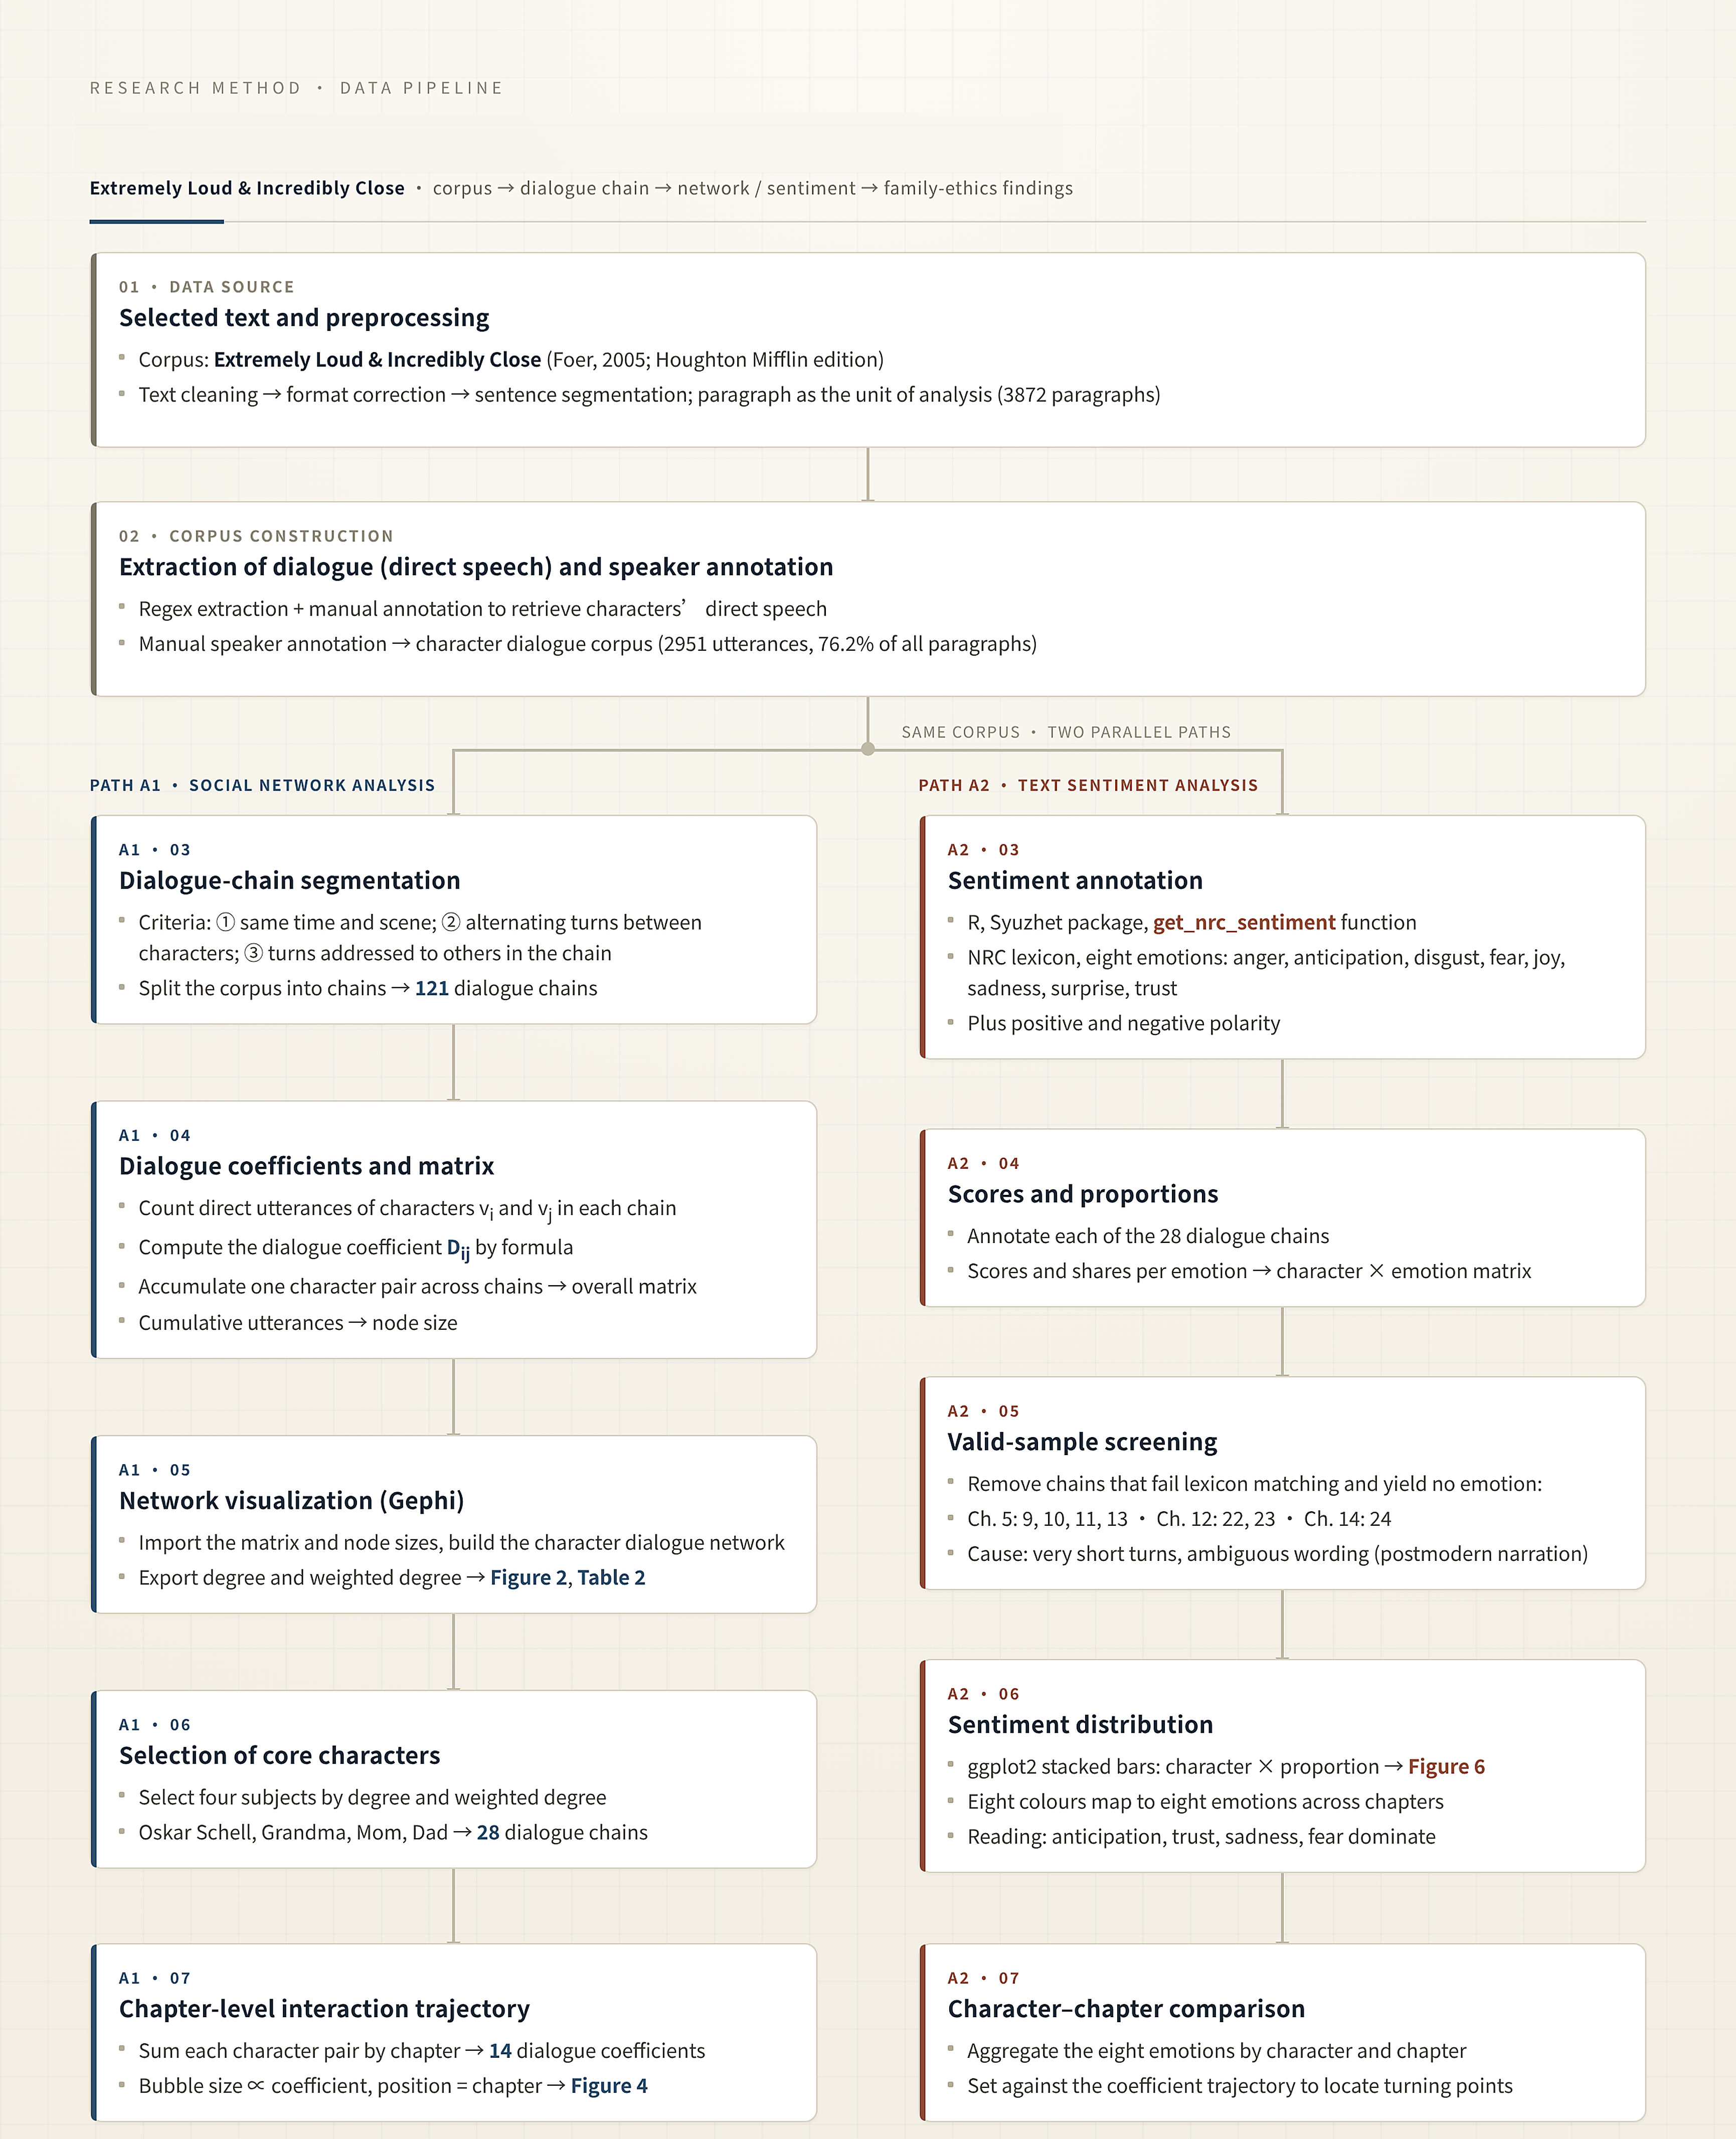 RESEARCH METHOD • DATA PIPELINE
Extremely Loud & Incredibly Close • corpus → dialogue chain → network / sentiment → family-ethics findings
01 • DATA SOURCE
Selected text and preprocessing
Corpus: Extremely Loud & Incredibly Close (Foer, 2005; Houghton Mifflin edition)
Text cleaning → format correction → sentence segmentation; paragraph as the unit of analysis (3872 paragraphs)
02 • CORPUS CONSTRUCTION
Extraction of dialogue (direct speech) and speaker annotation
Regex extraction + manual annotation to retrieve characters’ direct speech
Manual speaker annotation → character dialogue corpus (2951 utterances, 76.2% of all paragraphs)
SAME CORPUS • TWO PARALLEL PATHS
PATH A1 • SOCIAL NETWORK ANALYSIS
A1 • 03
Dialogue-chain segmentation
Criteria: ① same time and scene; ② alternating turns between
characters; ③ turns addressed to others in the chain
Split the corpus into chains → 121 dialogue chains
A1 • 04
Dialogue coefficients and matrix
Count direct utterances of characters vi and vj in each chain
Compute the dialogue coefficient Dij by formula
Accumulate one character pair across chains → overall matrix
Cumulative utterances → node size
A1 • 05
Network visualization (Gephi)
Import the matrix and node sizes, build the character dialogue network
Export degree and weighted degree → Figure 2, Table 2
A1 • 06
Selection of core characters
Select four subjects by degree and weighted degree
Oskar Schell, Grandma, Mom, Dad → 28 dialogue chains
A1 • 07
Chapter-level interaction trajectory
Sum each character pair by chapter → 14 dialogue coefficients
Bubble size ∝ coefficient, position = chapter → Figure 4
PATH A2 • TEXT SENTIMENT ANALYSIS
A2 • 03
Sentiment annotation
R, Syuzhet package, get_nrc_sentiment function
NRC lexicon, eight emotions: anger, anticipation, disgust, fear, joy,
sadness, surprise, trust
Plus positive and negative polarity
A2 • 04
Scores and proportions
Annotate each of the 28 dialogue chains
Scores and shares per emotion → character × emotion matrix
A2 • 05
Valid-sample screening
Remove chains that fail lexicon matching and yield no emotion:
Ch. 5: 9, 10, 11, 13 • Ch. 12: 22, 23 • Ch. 14: 24
Cause: very short turns, ambiguous wording (postmodern narration)
A2 • 06
Sentiment distribution
ggplot2 stacked bars: character × proportion → Figure 6
Eight colours map to eight emotions across chapters
Reading: anticipation, trust, sadness, fear dominate
A2 • 07
Character–chapter comparison
Aggregate the eight emotions by character and chapter
Set against the coefficient trajectory to locate turning points